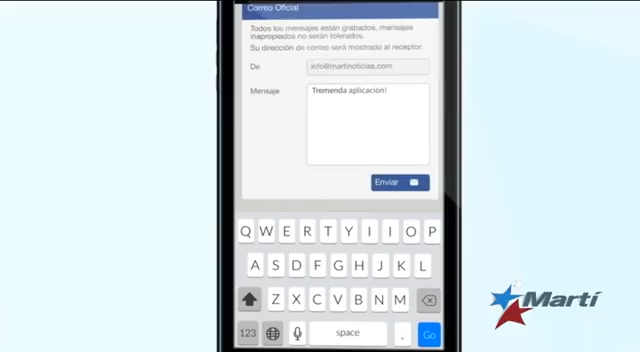 Correo Oficial
Todos los mensajes están grabados, mensajes
inapropiados no serán tolerados.
Su dirección de correo será mostrado al receptor.
De info@martinoticias.com
Mensaje Tremenda aplicación!
Enviar
Q W E R T Y I I O P
A S D F G H J K L
Z X C V B N M
123 space . Go
Martí